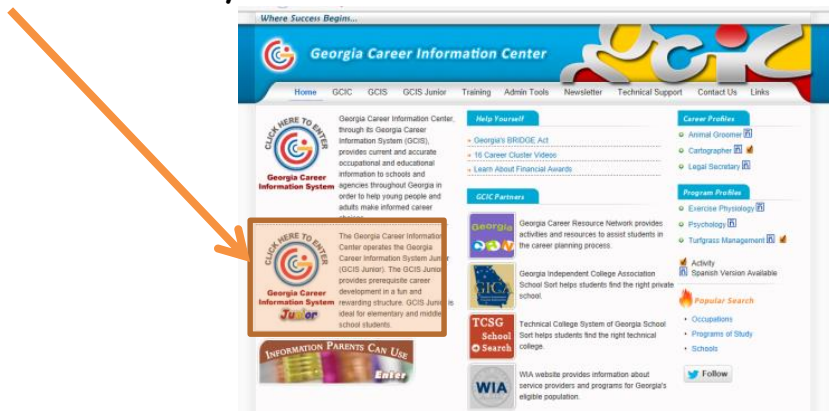 Where Success Begins...
Georgia Career Information Center
gcic
Home GCIC GCIS GCIS Junior Training Admin Tools Newsletter Technical Support Contact Us Links
CLICK HERE TO ENTER
Georgia Career
Information System
Georgia Career Information Center,
through its Georgia Career
Information System (GCIS),
provides current and accurate
occupational and educational
information to schools and
agencies throughout Georgia in
order to help young people and
adults make informed career
CLICK HERE TO ENTER
Georgia Career
Information System
Junior
The Georgia Career Information
Center operates the Georgia
Career Information System Junior
(GCIS Junior). The GCIS Junior
provides prerequisite career
development in a fun and
rewarding structure. GCIS Junior is
ideal for elementary and middle
school students.
INFORMATION PARENTS CAN USE
Enter
Help Yourself
Georgia's BRIDGE Act
16 Career Cluster Videos
Learn About Financial Awards
GCIC Partners
Georgia
Georgia Career Resource Network provides
activities and resources to assist students in
the career planning process.
GICA
Georgia Independent College Association
School Sort helps students find the right private
school.
TCSG
School
Search
Technical College System of Georgia School
Sort helps students find the right technical
college.
WIA
WIA website provides information about
service providers and programs for Georgia's
eligible population.
Career Profiles
Animal Groomer
Cartographer
Legal Secretary
Program Profiles
Exercise Physiology
Psychology
Turfgrass Management
Activity
Spanish Version Available
Popular Search
Occupations
Programs of Study
Schools
Follow